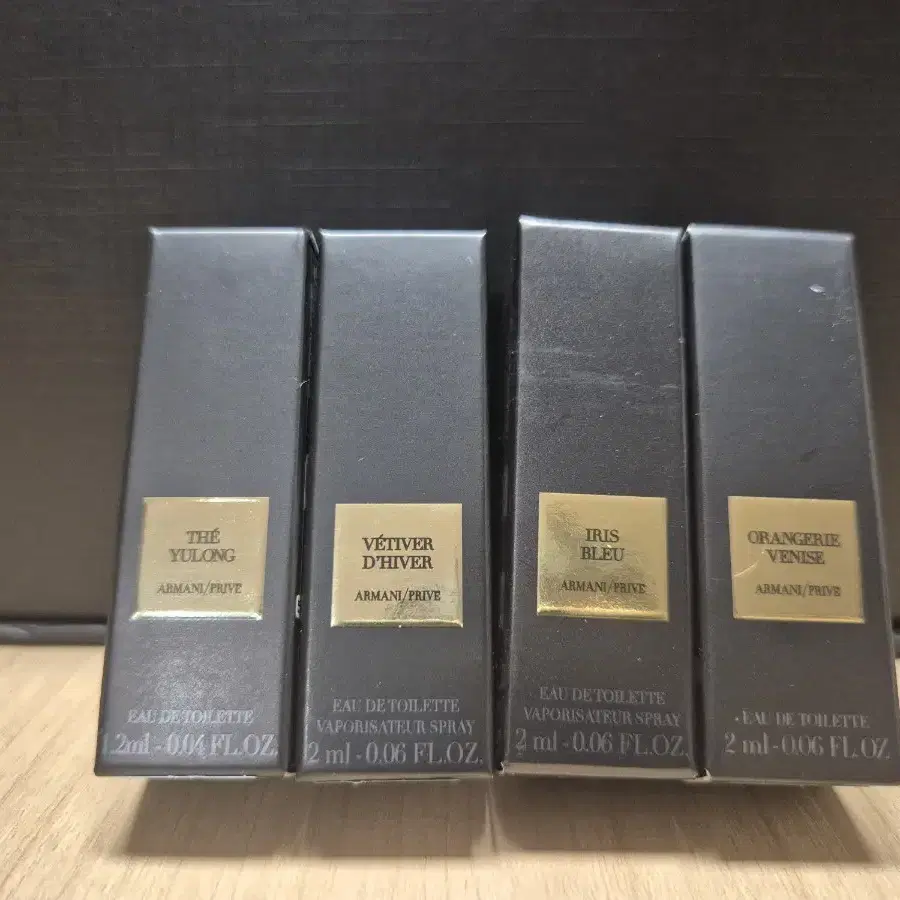 THÉ
YULONG
ARMANI/PRIVE
EAU DE TOILETTE
1.2ml - 0.04 FL.OZ.
VÉTIVER
D'HIVER
ARMANI/PRIVE
EAU DE TOILETTE
VAPORISATEUR SPRAY
2 ml - 0.06 FL.OZ.
IRIS
BLEU
ARMANI/PRIVE
EAU DE TOILETTE
VAPORISATEUR SPRAY
2 ml - 0.06 FL.OZ.
ORANGERIE
VENISE
ARMANI/PRIVE
EAU DE TOILETTE
2 ml - 0.06 FL.OZ.